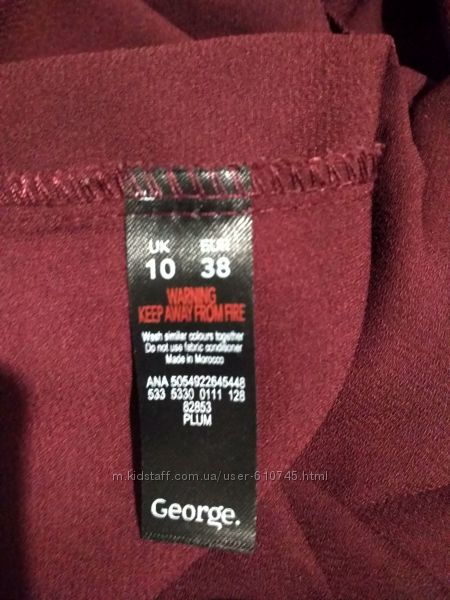 UK EUR
10 38
WARNING
KEEP AWAY FROM FIRE
Wash similar colours together
Do not use fabric conditioner
Made in Morocco
ANA 5054922645448
533 5330 0111 128
82853
PLUM
m.kidstaff.com.ua/user-610745.html
George.